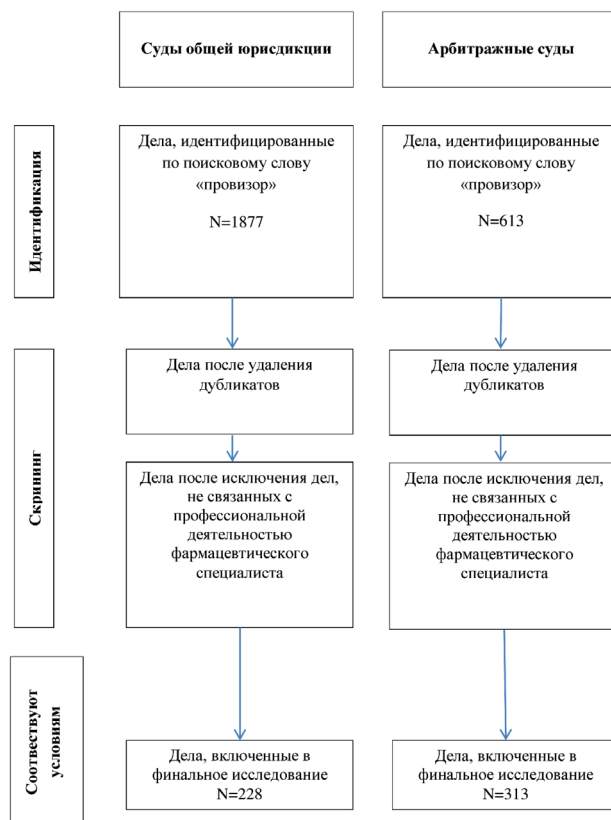 Суды общей юрисдикции
Арбитражные суды
Идентификация
Дела, идентифицированные
по поисковому слову
«провизор»
N=1877
Дела, идентифицированные
по поисковому слову
«провизор»
N=613
Скрининг
Дела после удаления
дубликатов
Дела после удаления
дубликатов
Дела после исключения дел,
не связанных с
профессиональной
деятельностью
фармацевтического
специалиста
Дела после исключения дел,
не связанных с
профессиональной
деятельностью
фармацевтического
специалиста
Соотвествуют
условиям
Дела, включенные в
финальное исследование
N=228
Дела, включенные в
финальное исследование
N=313